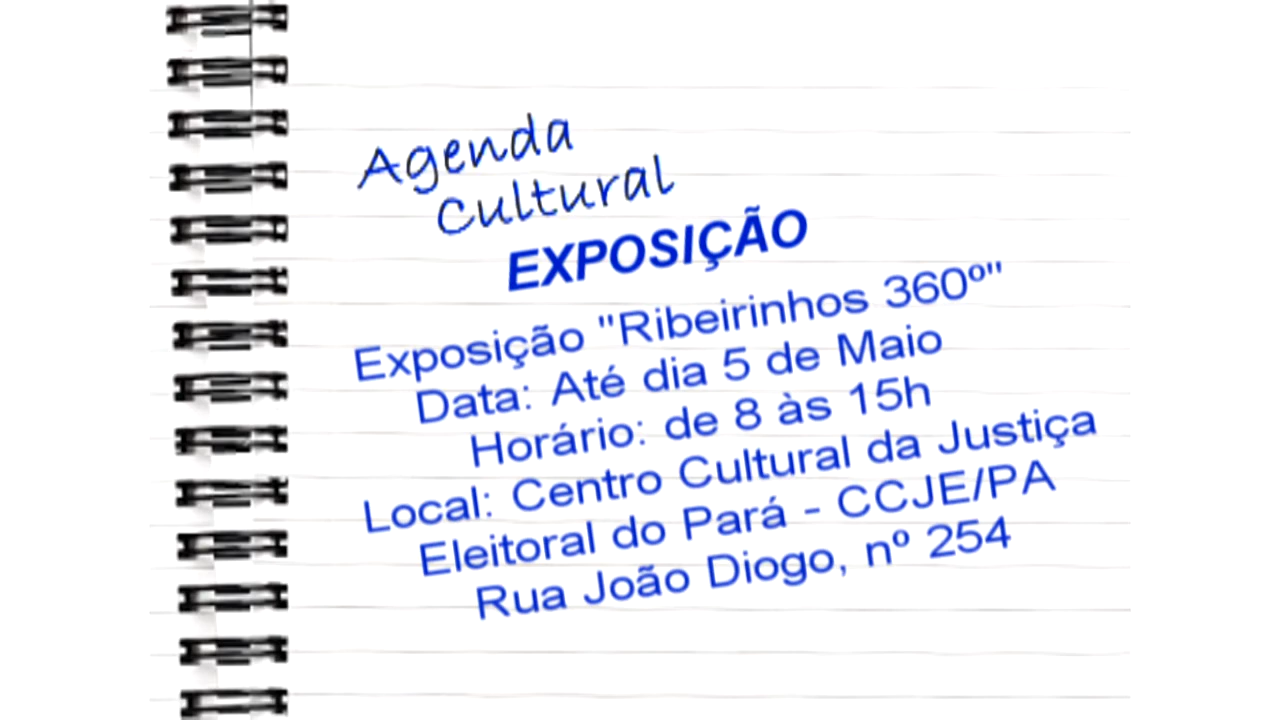 Agenda
Cultural
EXPOSIÇÃO
Exposição "Ribeirinhos 360º"
Data: Até dia 5 de Maio
Horário: de 8 às 15h
Local: Centro Cultural da Justiça
Eleitoral do Pará - CCJE/PA
Rua João Diogo, nº 254